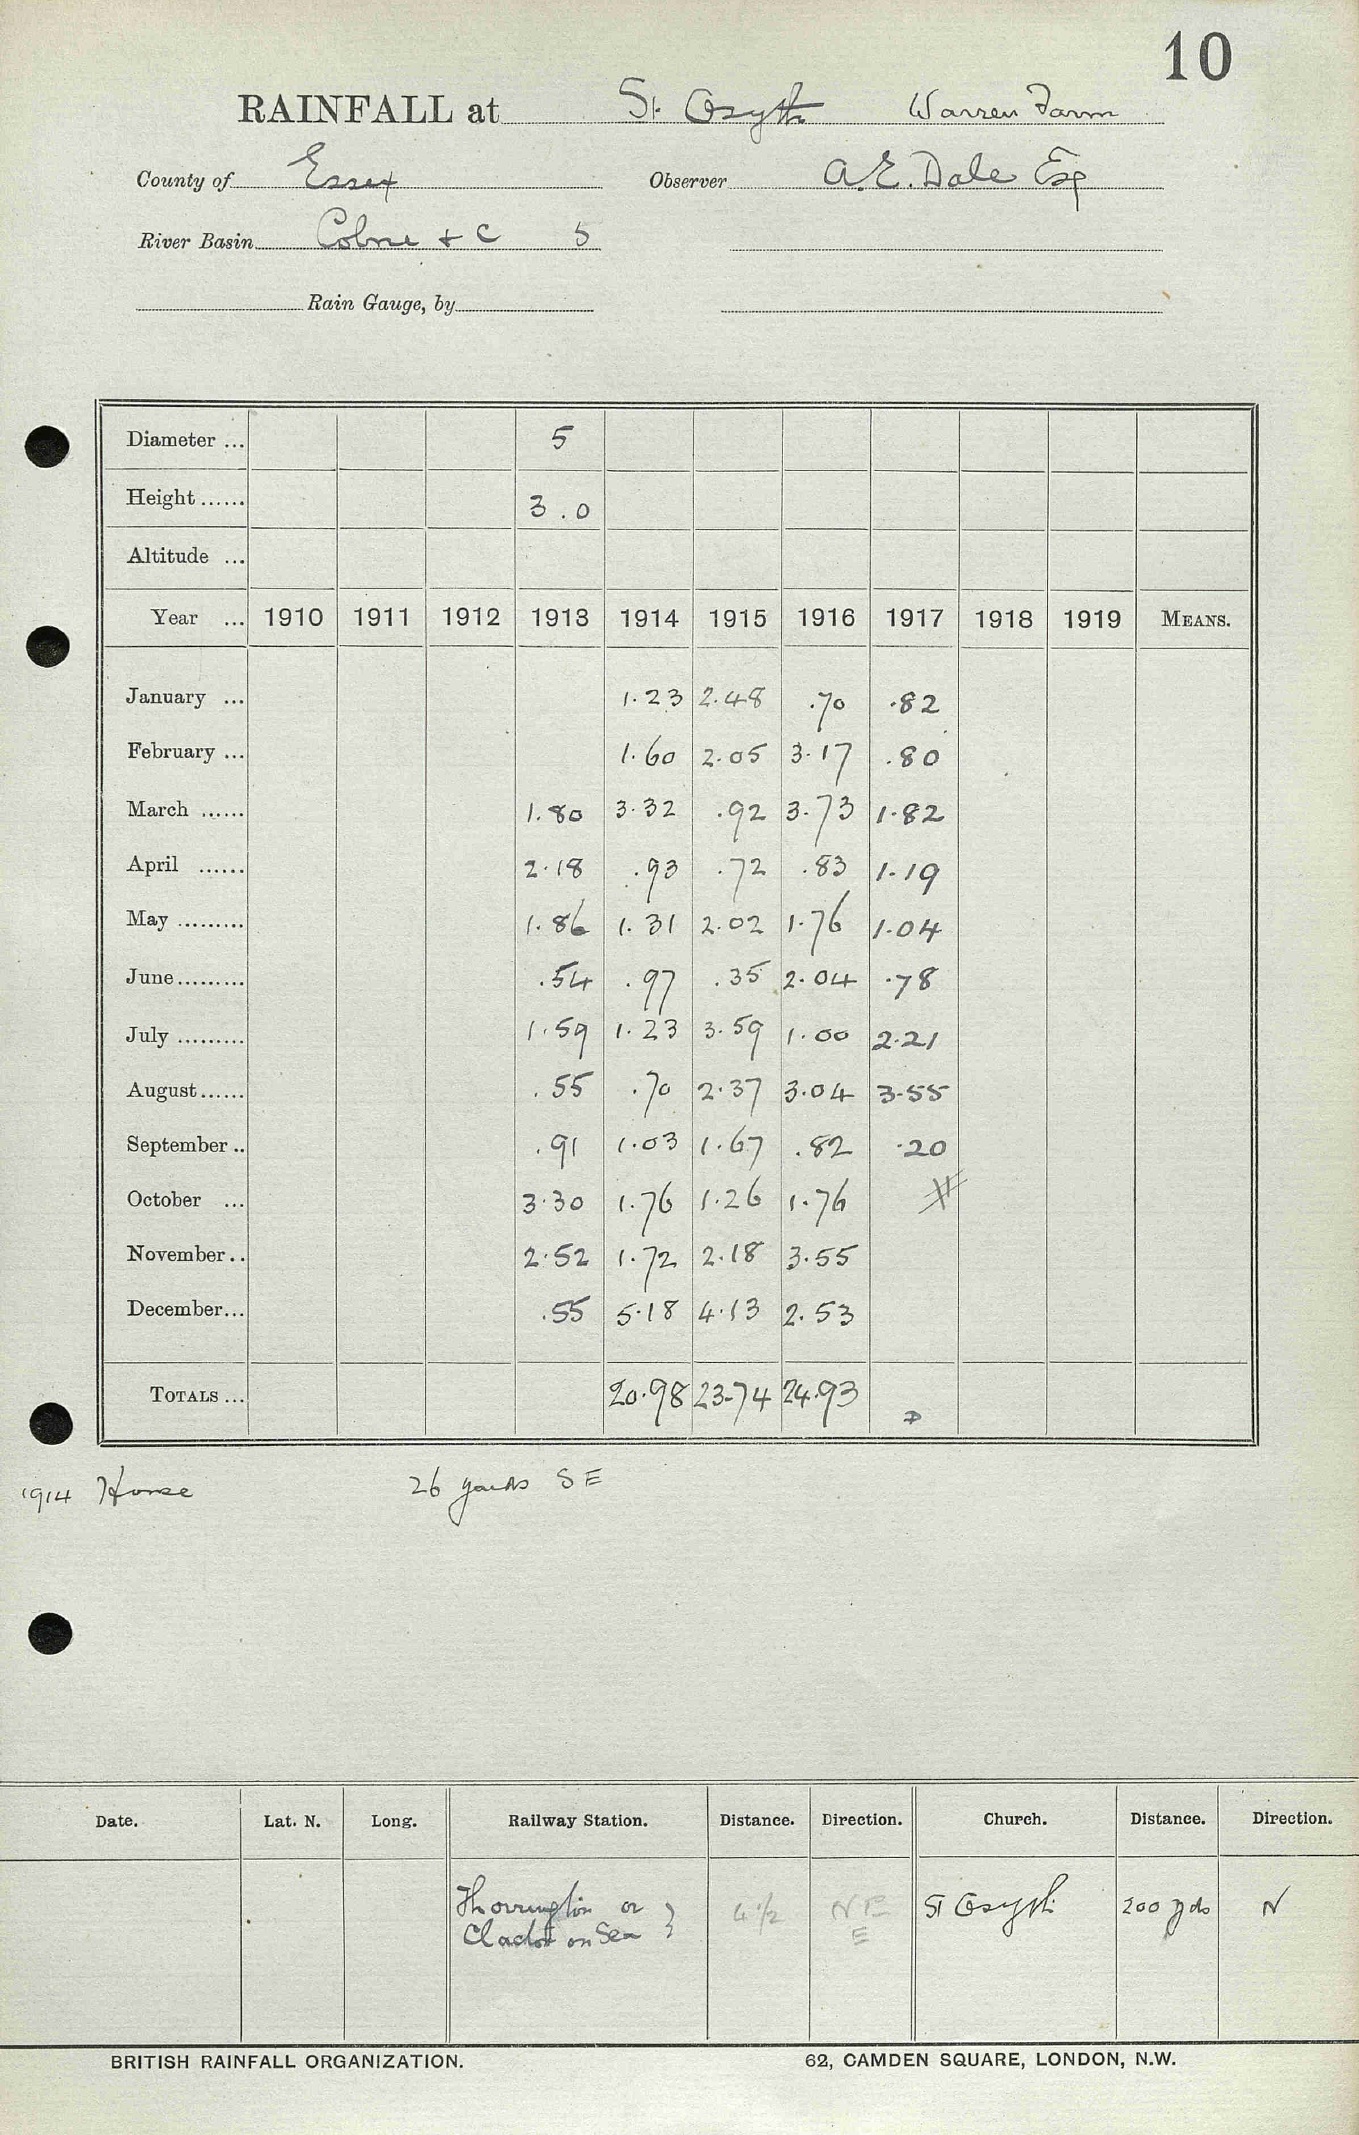 10
RAINFALL at St Osyth Warren Farm
County of Essex Observer A.E. Dale Esq
River Basin Colne & C 5
Rain Gauge, by
Diameter ... 5
Height ...... 3.0
Altitude ...
Year ... 1910 1911 1912 1913 1914 1915 1916 1917 1918 1919 MEANS.
January ... 1.23 2.48 .70 .82
February ... 1.60 2.05 3.17 .80
March ...... 1.80 3.32 .92 3.73 1.82
April ...... 2.18 .93 .72 .83 1.19
May ......... 1.86 1.31 2.02 1.76 1.04
June ......... .54 .97 .35 2.04 .78
July ......... 1.59 1.23 3.59 1.00 2.21
August ...... .55 .70 2.37 3.04 3.55
September .. .91 1.03 1.67 .82 .20
October ... 3.30 1.76 1.26 1.76
November .. 2.52 1.72 2.18 3.55
December ... .55 5.18 4.13 2.53
TOTALS ... 20.98 23.74 24.93
1914 House 26 yards SE
Date. Lat. N. Long. Railway Station. Distance. Direction. Church. Distance. Direction.
Thorrington or } 4 1/2 NE St Osyth 200 yds N
Clacton on Sea E
BRITISH RAINFALL ORGANIZATION. 62, CAMDEN SQUARE, LONDON, N.W.